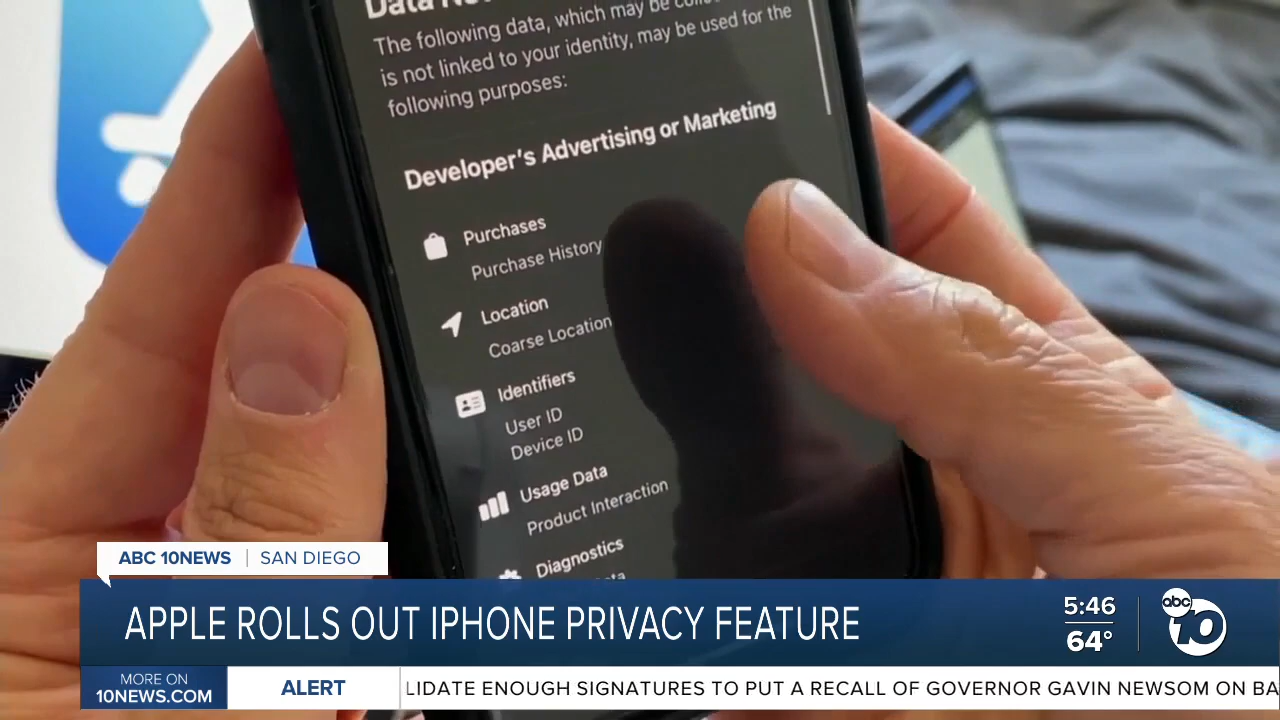 The following data, which may be
is not linked to your identity, may be used for the
following purposes:
Developer's Advertising or Marketing
Purchases
Purchase History
Location
Coarse Location
Identifiers
User ID
Device ID
Usage Data
Product Interaction
Diagnostics
ABC 10NEWS | SAN DIEGO
APPLE ROLLS OUT IPHONE PRIVACY FEATURE
5:46
64°
abc
10
MORE ON
10NEWS.COM
ALERT
LIDATE ENOUGH SIGNATURES TO PUT A RECALL OF GOVERNOR GAVIN NEWSOM ON BA